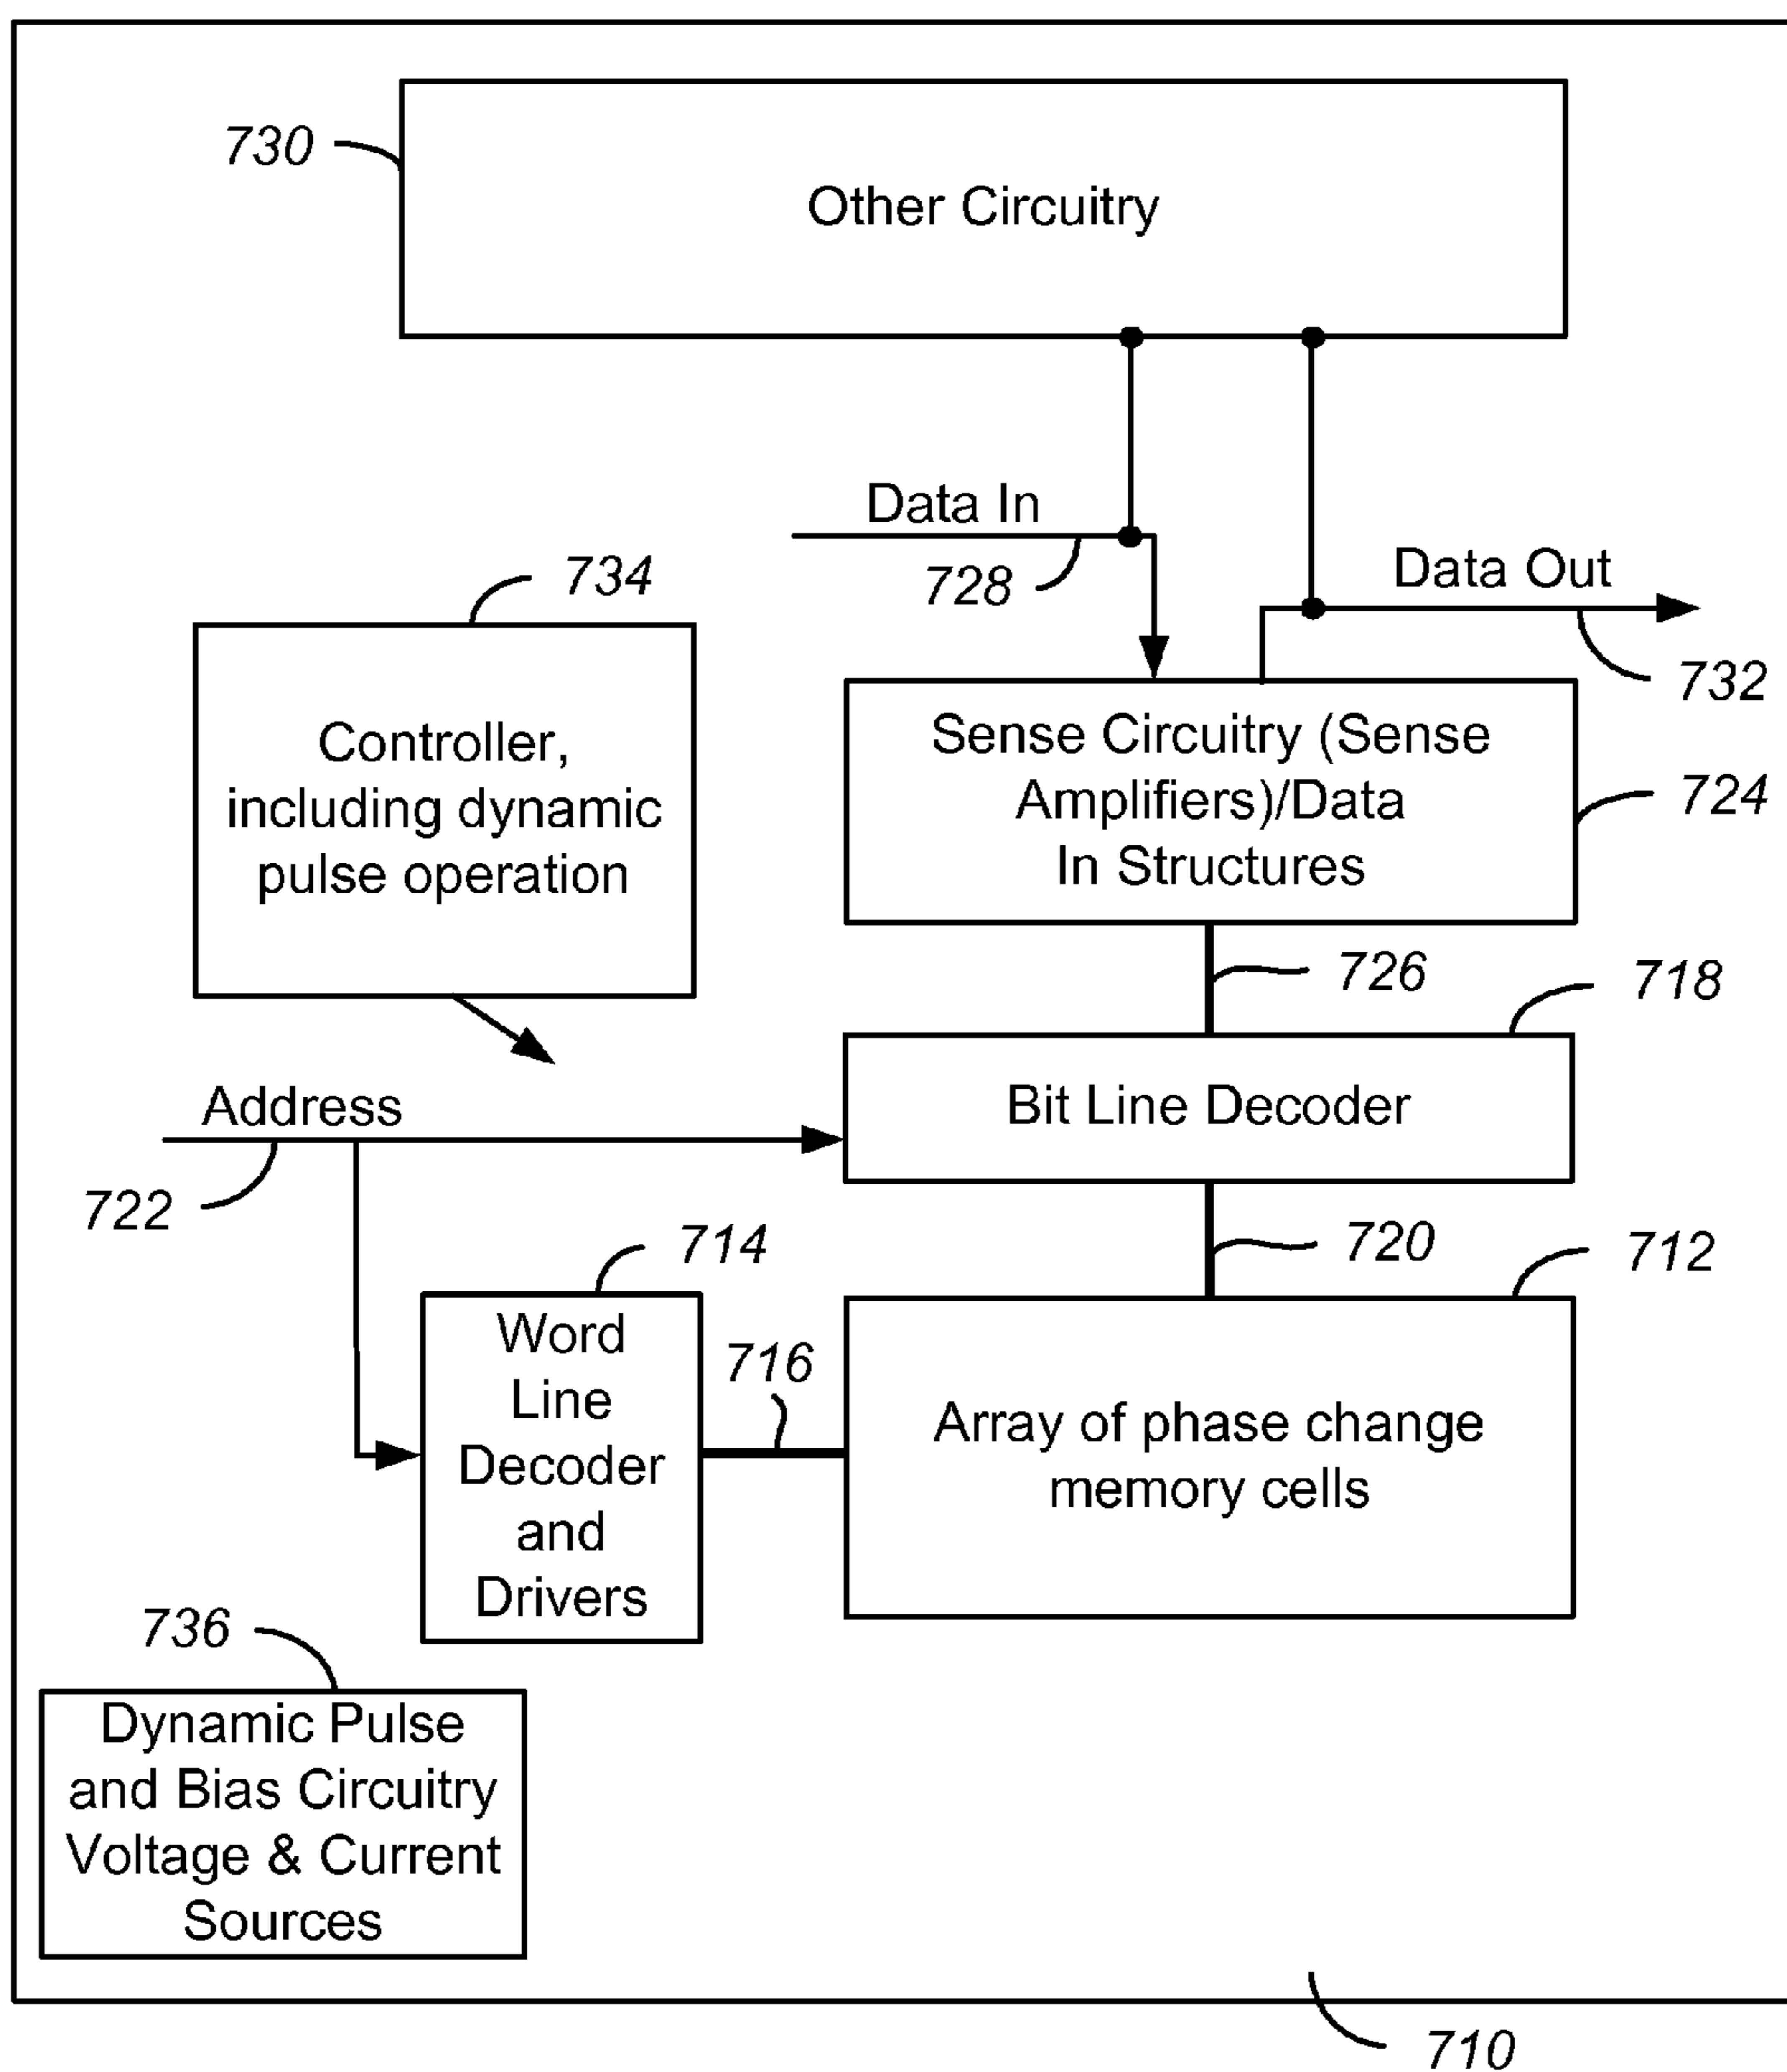 730
Other Circuitry
Data In
728
734
Data Out
732
Controller,
including dynamic
pulse operation
Sense Circuitry (Sense
Amplifiers)/Data
In Structures
724
726
718
Address
Bit Line Decoder
722
714
720
712
Word
Line
Decoder
and
Drivers
716
Array of phase change
memory cells
736
Dynamic Pulse
and Bias Circuitry
Voltage & Current
Sources
710